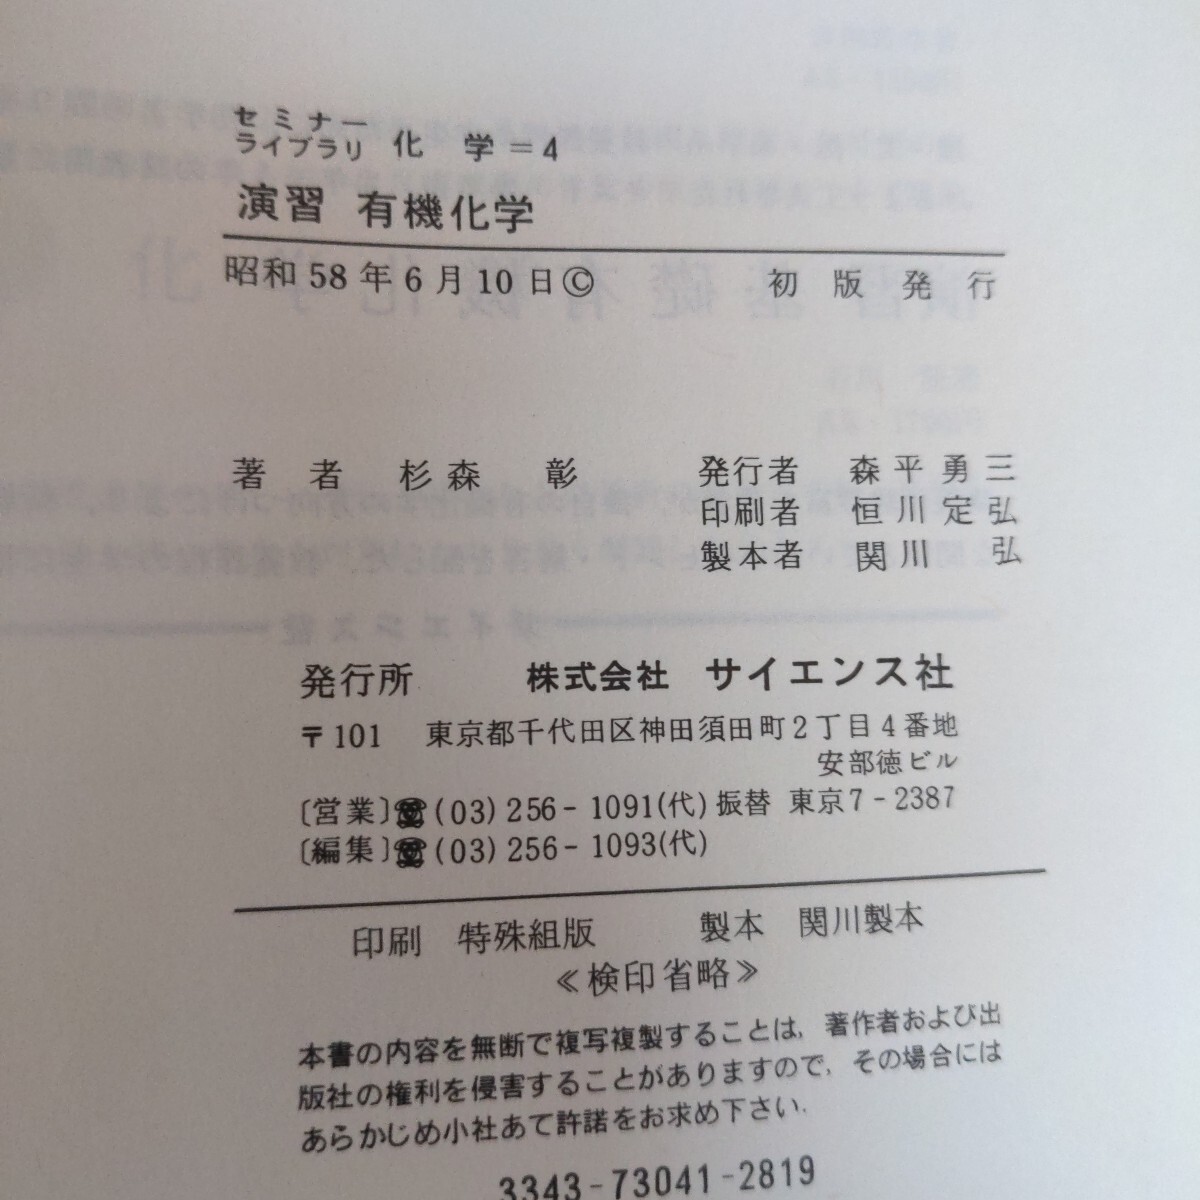 セミナー
ライブラリ 化 学=4
演習 有機化学
昭和58年6月10日© 初版発行
著者 杉森 彰 発行者 森平勇三
印刷者 恒川定弘
製本者 関川 弘
発行所 株式会社 サイエンス社
〒101 東京都千代田区神田須田町2丁目4番地
安部徳ビル
〔営業〕☎(03)256-1091(代) 振替 東京7-2387
〔編集〕☎(03)256-1093(代)
印刷 特殊組版 製本 関川製本
≪検印省略≫
本書の内容を無断で複写複製することは，著作者および出
版社の権利を侵害することがありますので，その場合には
あらかじめ小社あて許諾をお求め下さい．
3343-73041-2819